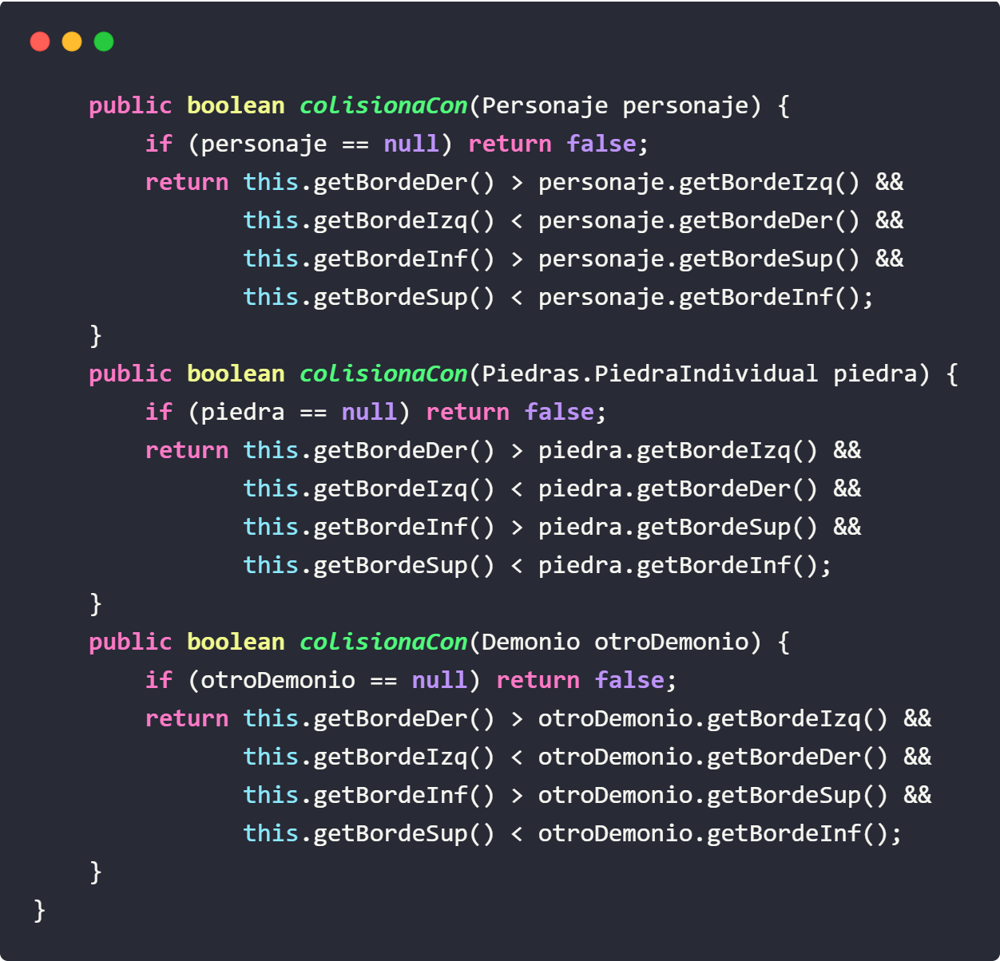 public boolean colisionaCon(Personaje personaje) {
        if (personaje == null) return false;
        return this.getBordeDer() > personaje.getBordeIzq() &&
               this.getBordeIzq() < personaje.getBordeDer() &&
               this.getBordeInf() > personaje.getBordeSup() &&
               this.getBordeSup() < personaje.getBordeInf();
    }
    public boolean colisionaCon(Piedras.PiedraIndividual piedra) {
        if (piedra == null) return false;
        return this.getBordeDer() > piedra.getBordeIzq() &&
               this.getBordeIzq() < piedra.getBordeDer() &&
               this.getBordeInf() > piedra.getBordeSup() &&
               this.getBordeSup() < piedra.getBordeInf();
    }
    public boolean colisionaCon(Demonio otroDemonio) {
        if (otroDemonio == null) return false;
        return this.getBordeDer() > otroDemonio.getBordeIzq() &&
               this.getBordeIzq() < otroDemonio.getBordeDer() &&
               this.getBordeInf() > otroDemonio.getBordeSup() &&
               this.getBordeSup() < otroDemonio.getBordeInf();
    }
}